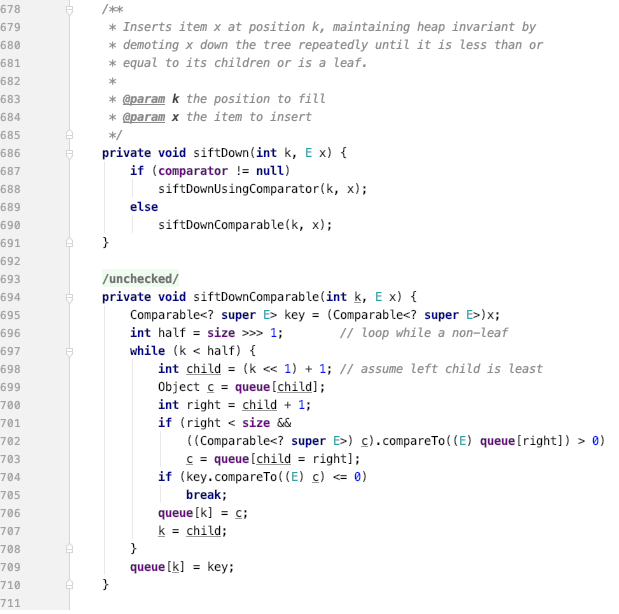 678 /**
679 * Inserts item x at position k, maintaining heap invariant by
680 * demoting x down the tree repeatedly until it is less than or
681 * equal to its children or is a leaf.
682 *
683 * @param k the position to fill
684 * @param x the item to insert
685 */
686 private void siftDown(int k, E x) {
687 if (comparator != null)
688 siftDownUsingComparator(k, x);
689 else
690 siftDownComparable(k, x);
691 }
692
693 /unchecked/
694 private void siftDownComparable(int k, E x) {
695 Comparable<? super E> key = (Comparable<? super E>)x;
696 int half = size >>> 1; // loop while a non-leaf
697 while (k < half) {
698 int child = (k << 1) + 1; // assume left child is least
699 Object c = queue[child];
700 int right = child + 1;
701 if (right < size &&
702 ((Comparable<? super E>) c).compareTo((E) queue[right]) > 0)
703 c = queue[child = right];
704 if (key.compareTo((E) c) <= 0)
705 break;
706 queue[k] = c;
707 k = child;
708 }
709 queue[k] = key;
710 }
711